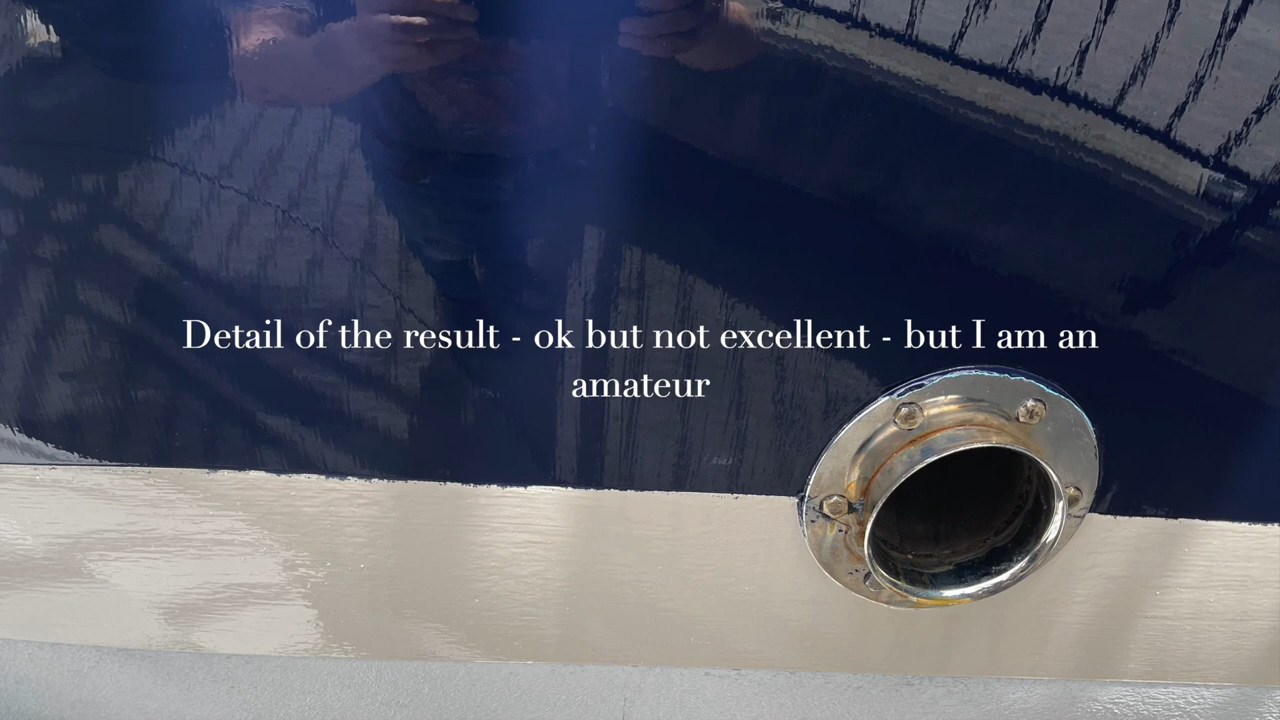 Detail of the result - ok but not excellent - but I am an
amateur